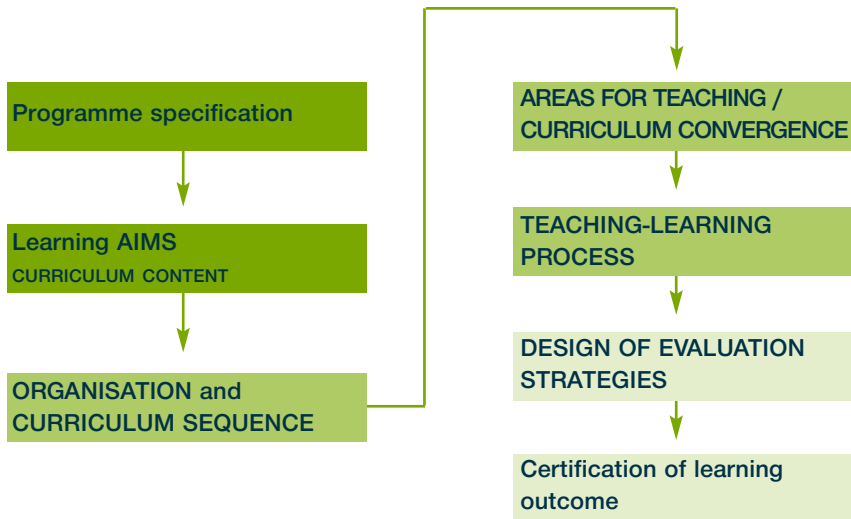 Programme specification
Learning AIMS
CURRICULUM CONTENT
ORGANISATION and
CURRICULUM SEQUENCE
AREAS FOR TEACHING /
CURRICULUM CONVERGENCE
TEACHING-LEARNING
PROCESS
DESIGN OF EVALUATION
STRATEGIES
Certification of learning
outcome